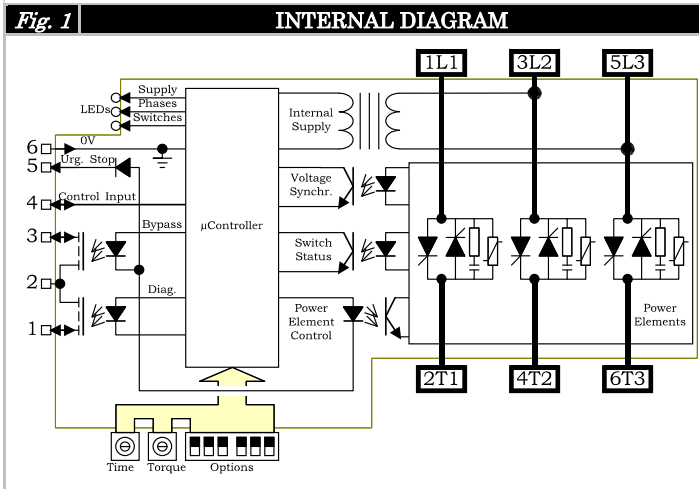 Fig. 1
INTERNAL DIAGRAM
1L1
3L2
5L3
Supply
LEDs
Phases
Switches
Internal
Supply
6
0V
5
Urg. Stop
Voltage
Synchr.
4
Control Input
µController
3
Bypass
Switch
Status
2
Diag.
1
Power
Element
Control
Power
Elements
2T1
4T2
6T3
Time
Torque
Options